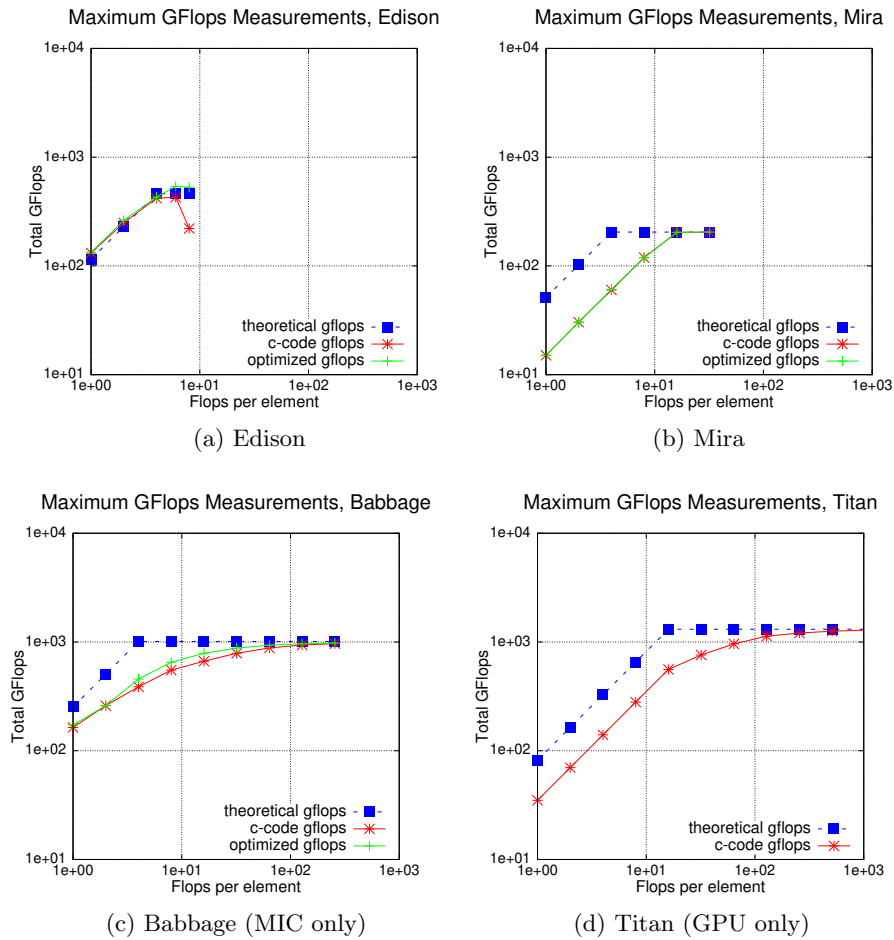 Maximum GFlops Measurements, Edison
1e+04
1e+03
1e+02
1e+01
Total GFlops
theoretical gflops
c-code gflops
optimized gflops
1e+00 1e+01 1e+02 1e+03
Flops per element
(a) Edison
Maximum GFlops Measurements, Mira
1e+04
1e+03
1e+02
1e+01
Total GFlops
theoretical gflops
c-code gflops
optimized gflops
1e+00 1e+01 1e+02 1e+03
Flops per element
(b) Mira
Maximum GFlops Measurements, Babbage
1e+04
1e+03
1e+02
1e+01
Total GFlops
theoretical gflops
c-code gflops
optimized gflops
1e+00 1e+01 1e+02 1e+03
Flops per element
(c) Babbage (MIC only)
Maximum GFlops Measurements, Titan
1e+04
1e+03
1e+02
1e+01
Total GFlops
theoretical gflops
c-code gflops
1e+00 1e+01 1e+02 1e+03
Flops per element
(d) Titan (GPU only)